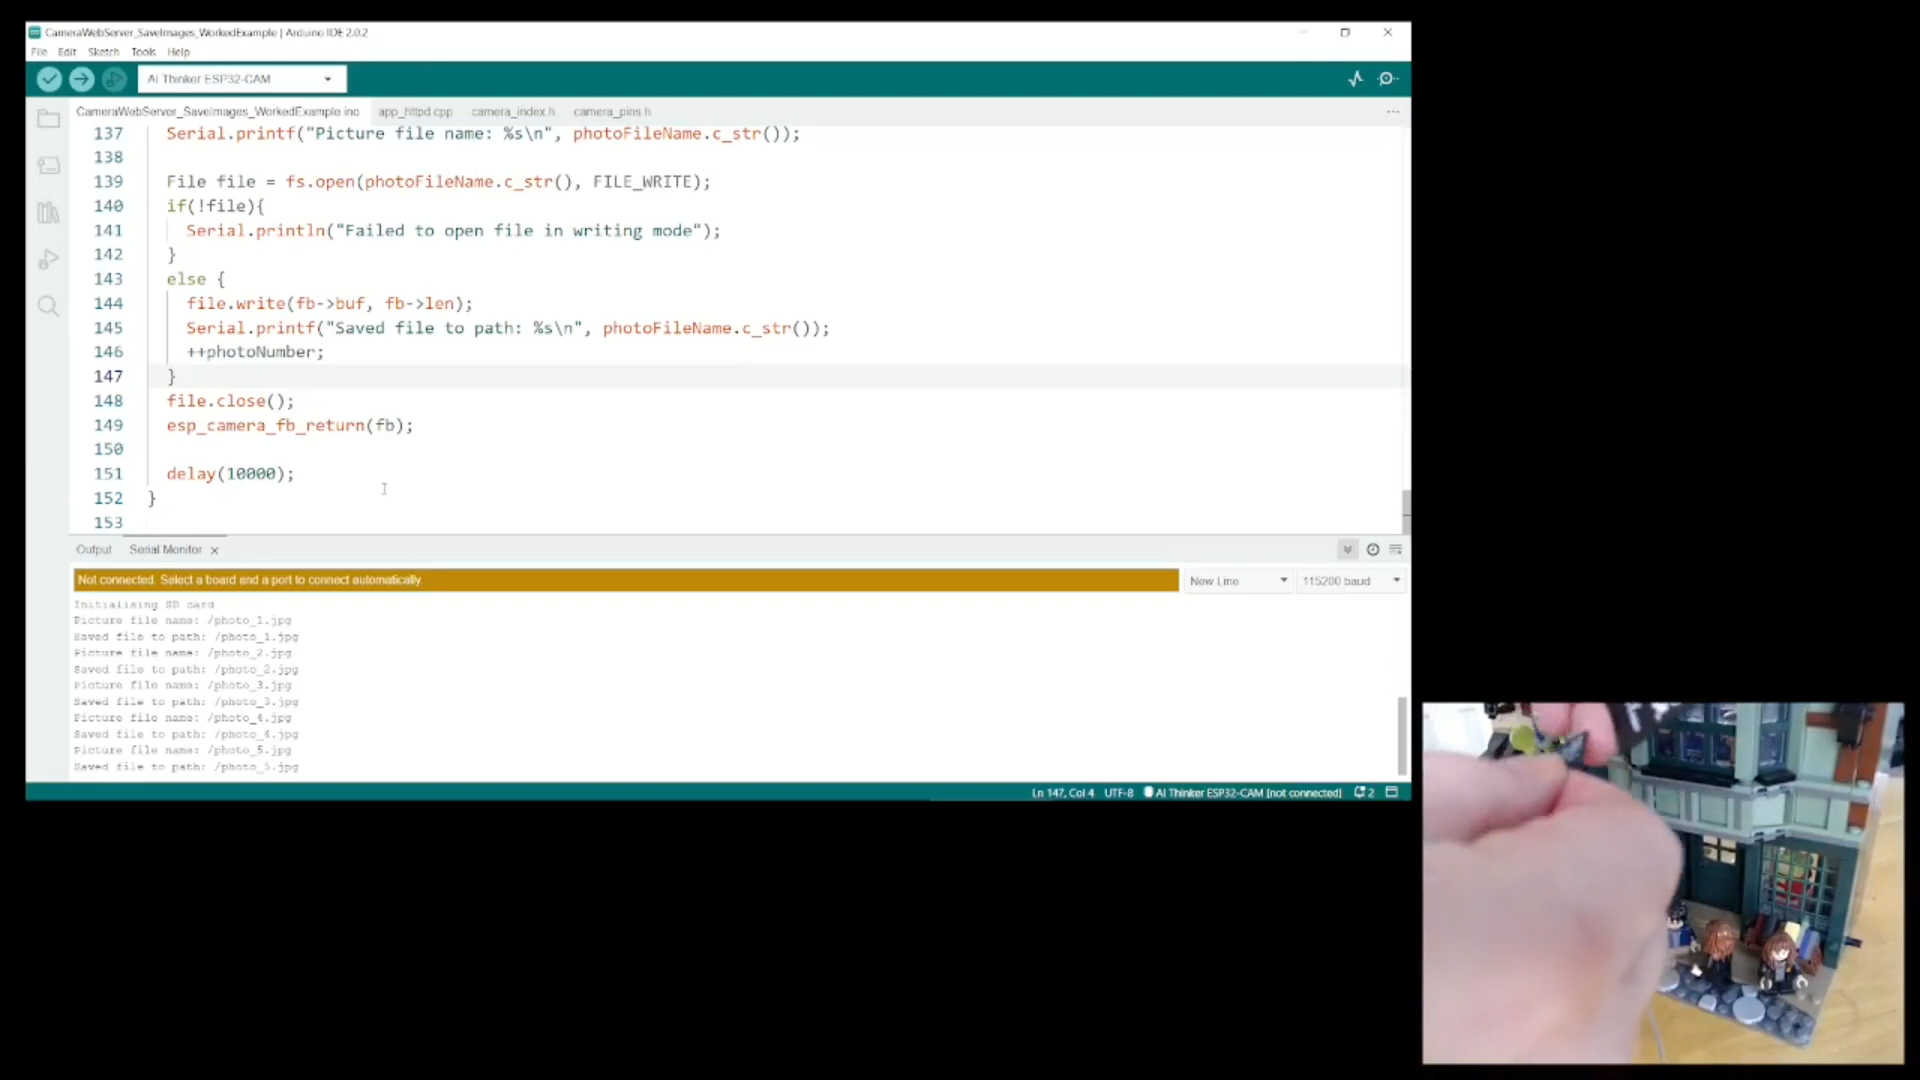 CameraWebServer_SaveImages_WorkedExample | Arduino IDE 2.0.2
File Edit Sketch Tools Help
AI Thinker ESP32-CAM
CameraWebServer_SaveImages_WorkedExample.ino app_httpd.cpp camera_index.h camera_pins.h ...
137 Serial.printf("Picture file name: %s\n", photoFileName.c_str());
138
139 File file = fs.open(photoFileName.c_str(), FILE_WRITE);
140 if(!file){
141 Serial.println("Failed to open file in writing mode");
142 }
143 else {
144 file.write(fb->buf, fb->len);
145 Serial.printf("Saved file to path: %s\n", photoFileName.c_str());
146 ++photoNumber;
147 }
148 file.close();
149 esp_camera_fb_return(fb);
150
151 delay(10000);
152 }
153
Output Serial Monitor
Not connected. Select a board and a port to connect automatically. New Line 115200 baud
Initialising SD card
Picture file name: /photo_1.jpg
Saved file to path: /photo_1.jpg
Picture file name: /photo_2.jpg
Saved file to path: /photo_2.jpg
Picture file name: /photo_3.jpg
Saved file to path: /photo_3.jpg
Picture file name: /photo_4.jpg
Saved file to path: /photo_4.jpg
Picture file name: /photo_5.jpg
Saved file to path: /photo_5.jpg
Ln 147, Col 4 UTF-8 AI Thinker ESP32-CAM [not connected] 2